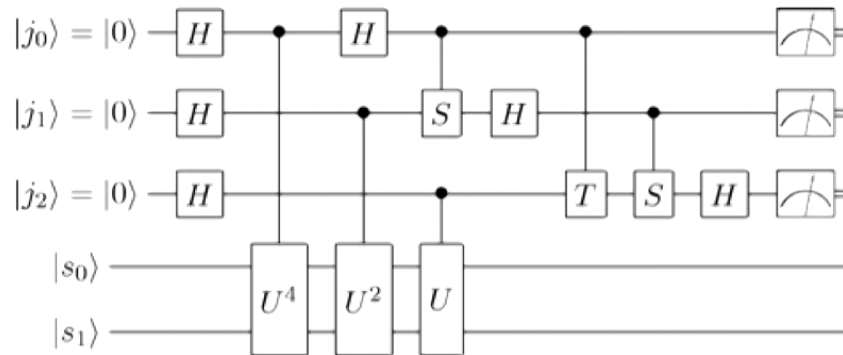 |j₀⟩ = |0⟩ H H
|j₁⟩ = |0⟩ H S H
|j₂⟩ = |0⟩ H T S H
|s₀⟩
U⁴ U² U
|s₁⟩